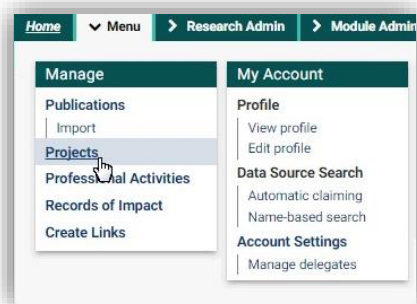 Home Menu Research Admin Module Admin
Manage
Publications
Import
Projects
Professional Activities
Records of Impact
Create Links
My Account
Profile
View profile
Edit profile
Data Source Search
Automatic claiming
Name-based search
Account Settings
Manage delegates